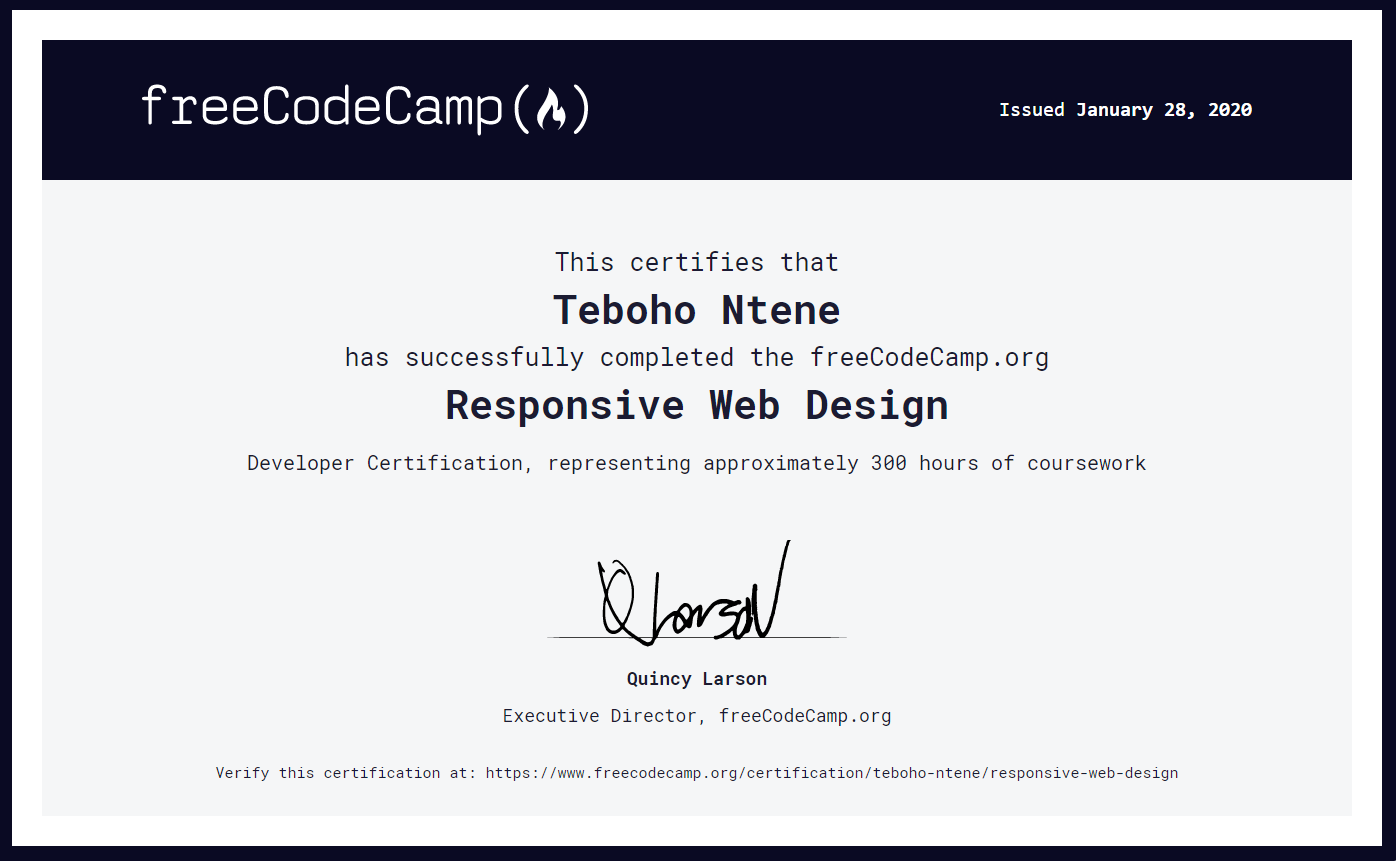 freeCodeCamp(🔥)
Issued January 28, 2020
This certifies that
Teboho Ntene
has successfully completed the freeCodeCamp.org
Responsive Web Design
Developer Certification, representing approximately 300 hours of coursework
Q Larson
Quincy Larson
Executive Director, freeCodeCamp.org
Verify this certification at: https://www.freecodecamp.org/certification/teboho-ntene/responsive-web-design